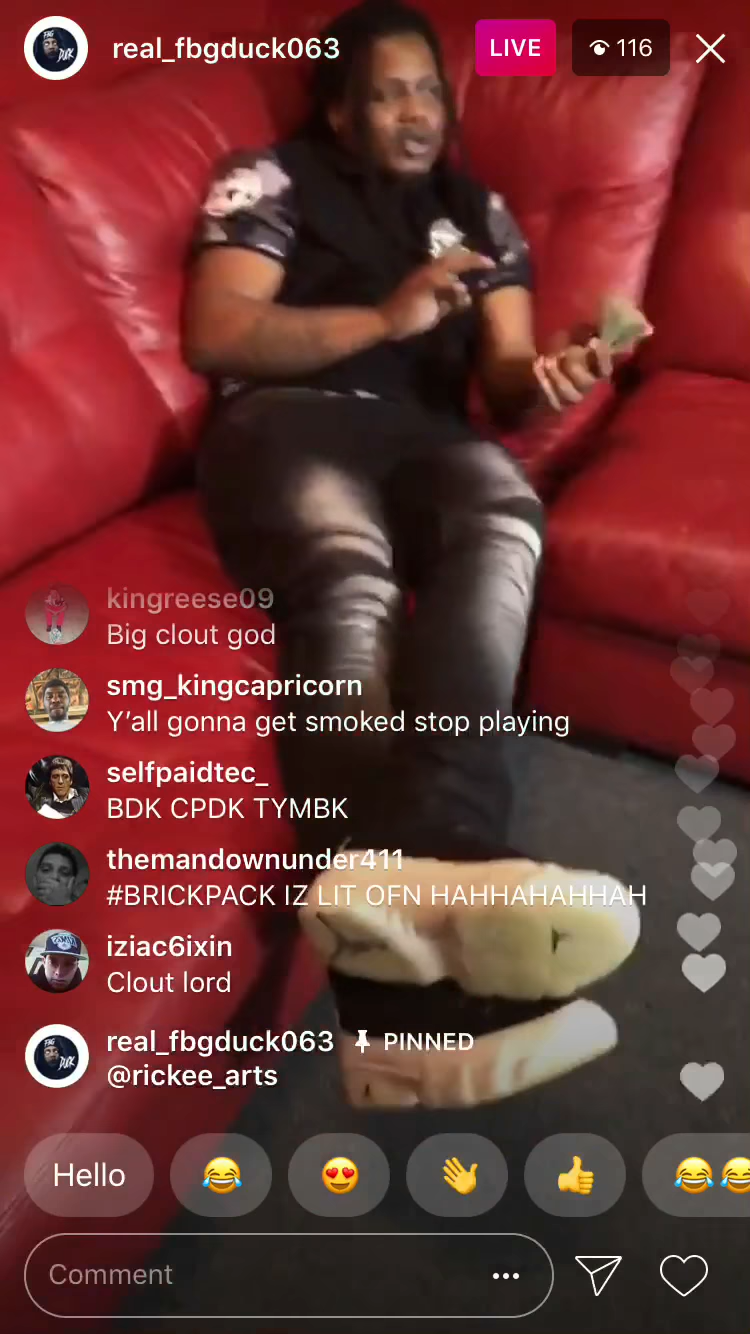 real_fbgduck063
LIVE
116
kingreese09
Big clout god
smg_kingcapricorn
Y'all gonna get smoked stop playing
selfpaidtec_
BDK CPDK TYMBK
themandownunder411
#BRICKPACK IZ LIT OFN HAHHAHAHHAH
iziac6ixin
Clout lord
real_fbgduck063 PINNED
@rickee_arts
Hello
Comment